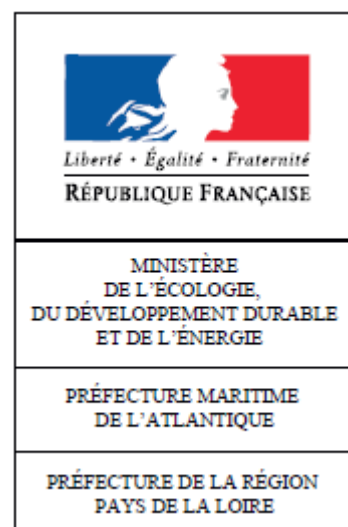 Liberté • Égalité • Fraternité
RÉPUBLIQUE FRANÇAISE
MINISTÈRE
DE L'ÉCOLOGIE,
DU DÉVELOPPEMENT DURABLE
ET DE L'ÉNERGIE
PRÉFECTURE MARITIME
DE L'ATLANTIQUE
PRÉFECTURE DE LA RÉGION
PAYS DE LA LOIRE